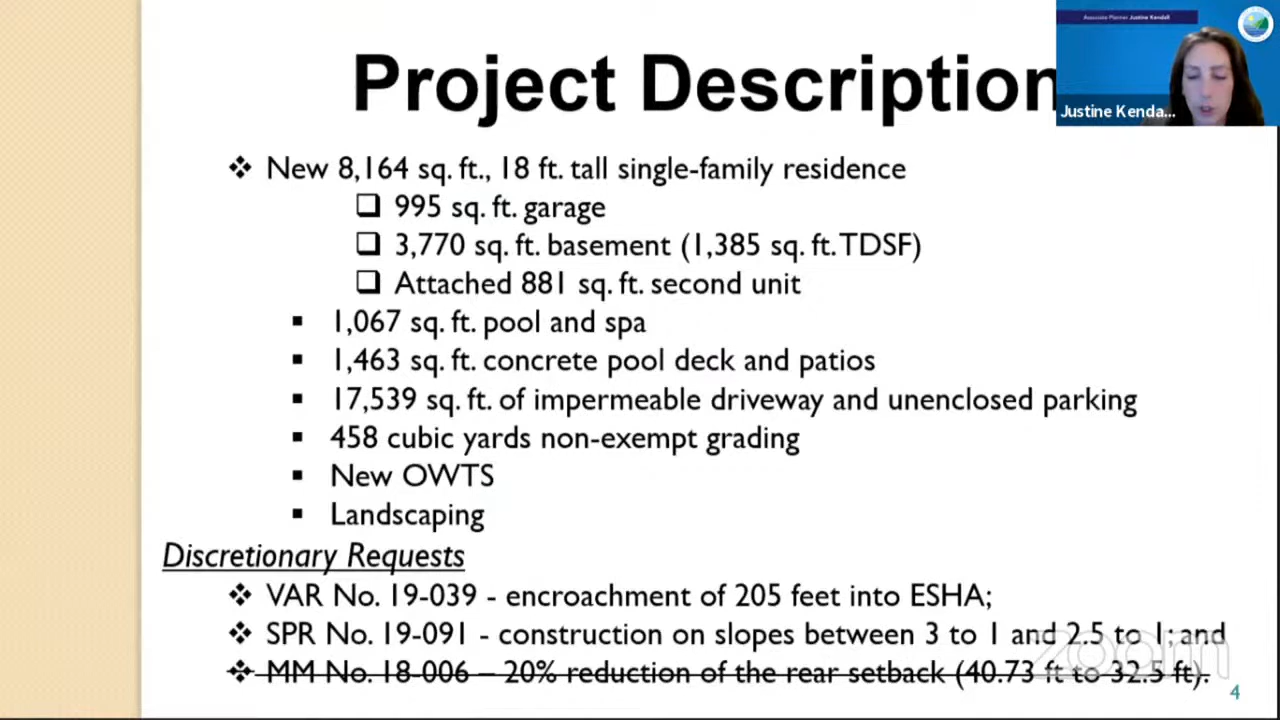 Project Description
Associate Planner Justine Kendall
Justine Kenda...
New 8,164 sq. ft., 18 ft. tall single-family residence
995 sq. ft. garage
3,770 sq. ft. basement (1,385 sq. ft. TDSF)
Attached 881 sq. ft. second unit
1,067 sq. ft. pool and spa
1,463 sq. ft. concrete pool deck and patios
17,539 sq. ft. of impermeable driveway and unenclosed parking
458 cubic yards non-exempt grading
New OWTS
Landscaping
Discretionary Requests
VAR No. 19-039 - encroachment of 205 feet into ESHA;
SPR No. 19-091 - construction on slopes between 3 to 1 and 2.5 to 1; and
MM No. 18-006 – 20% reduction of the rear setback (40.73 ft to 32.5 ft).
zoom
4